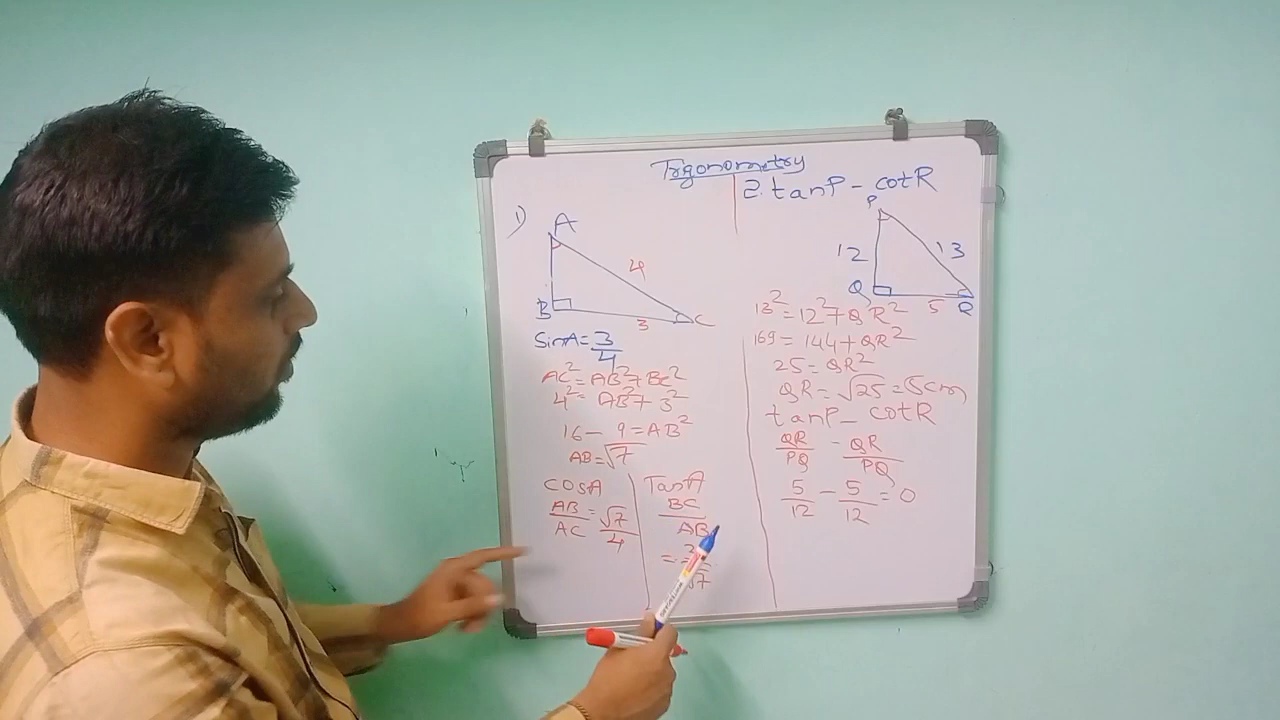 Trgonometry
1)
A
4
B
3
C
SinA = 3/4
AC² = AB² + BC²
4² = AB² + 3²
16 - 9 = AB²
AB = √7
COSA
AB/AC = √7/4
TanA
BC/AB
= 3/√7
2. tanP - cotR
P
12
13
Q
5
R
13² = 12² + QR²
169 = 144 + QR²
25 = QR²
QR = √25 = 5cm
tanP - cotR
QR/PQ - QR/PQ
5/12 - 5/12 = 0